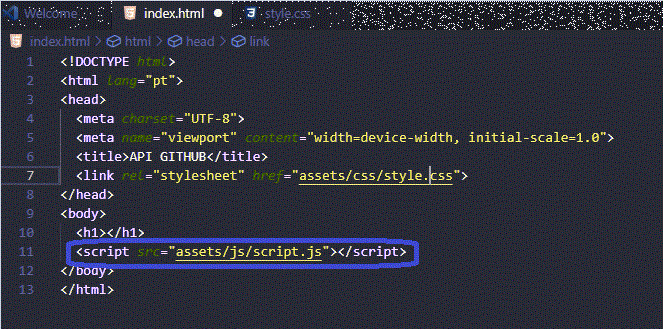 Welcome index.html style.css
index.html > html > head > link
1 <!DOCTYPE html>
2 <html lang="pt">
3 <head>
4 <meta charset="UTF-8">
5 <meta name="viewport" content="width=device-width, initial-scale=1.0">
6 <title>API GITHUB</title>
7 <link rel="stylesheet" href="assets/css/style.css">
8 </head>
9 <body>
10 <h1></h1>
11 <script src="assets/js/script.js"></script>
12 </body>
13 </html>